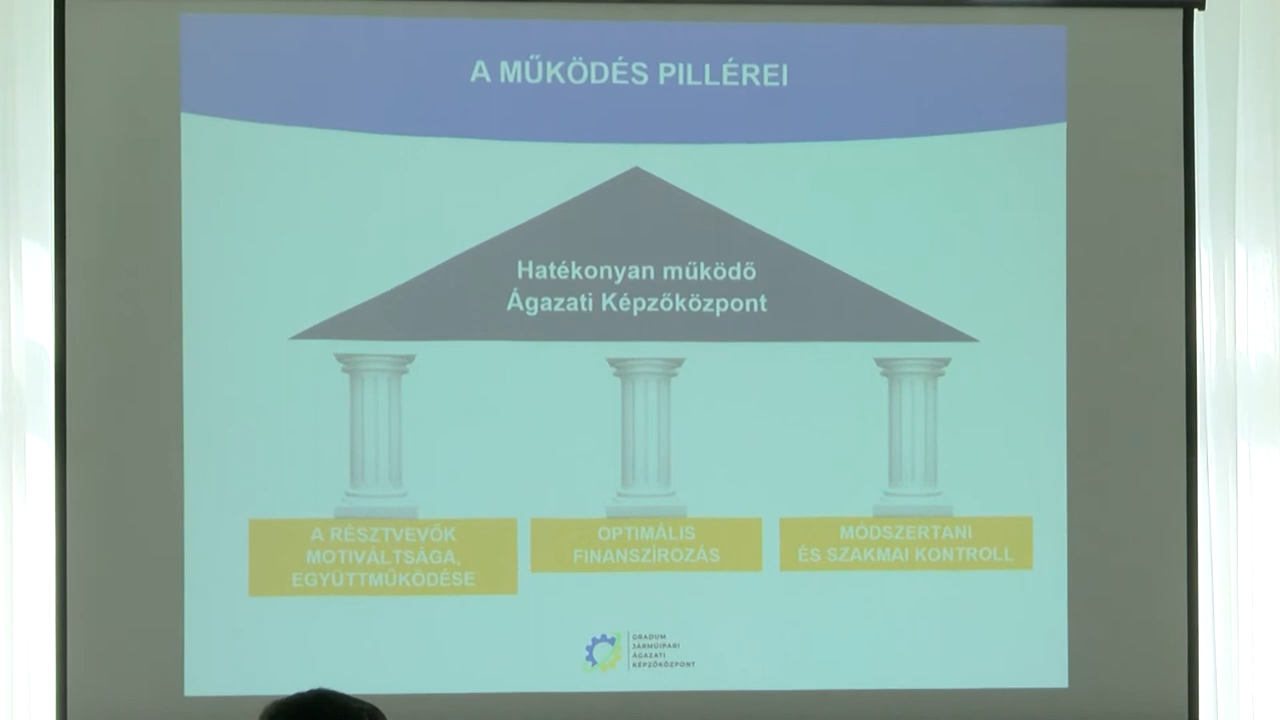 A MŰKÖDÉS PILLÉREI
Hatékonyan működő
Ágazati Képzőközpont
A RÉSZTVEVŐK
MOTIVÁLTSÁGA,
EGYÜTTMŰKÖDÉSE
OPTIMÁLIS
FINANSZÍROZÁS
MÓDSZERTANI
ÉS SZAKMAI KONTROLL
GRADUM
JÁRMŰIPARI
ÁGAZATI
KÉPZŐKÖZPONT